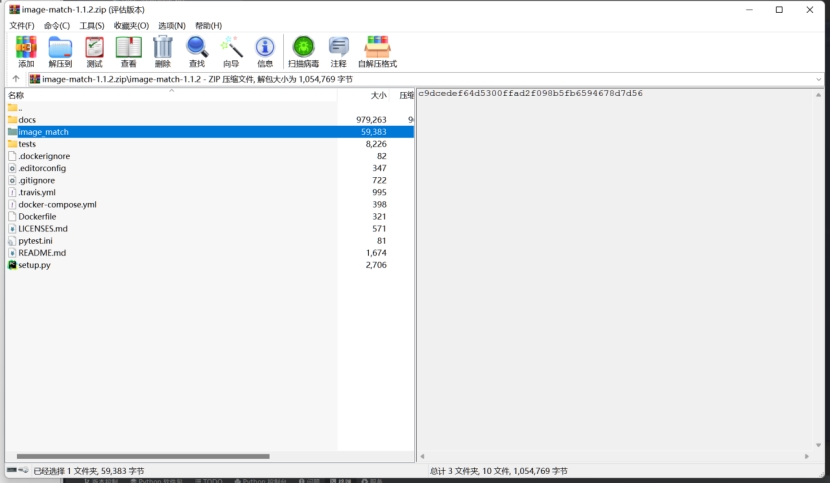 image-match-1.1.2.zip (评估版本)
文件(F) 命令(C) 工具(S) 收藏夹(O) 选项(N) 帮助(H)
添加 解压到 测试 查看 删除 查找 向导 信息 扫描病毒 注释 自解压格式
image-match-1.1.2.zip\image-match-1.1.2 - ZIP 压缩文件, 解包大小为 1,054,769 字节
名称 大小 压缩
c9dcedef64d5300ffad2f098b5fb6594678d7d56
..
docs 979,263 9
image_match 59,383
tests 8,226
.dockerignore 82
.editorconfig 347
.gitignore 722
.travis.yml 995
docker-compose.yml 398
Dockerfile 321
LICENSES.md 571
pytest.ini 81
README.md 1,674
setup.py 2,706
已经选择 1 文件夹, 59,383 字节
总计 3 文件夹, 10 文件, 1,054,769 字节